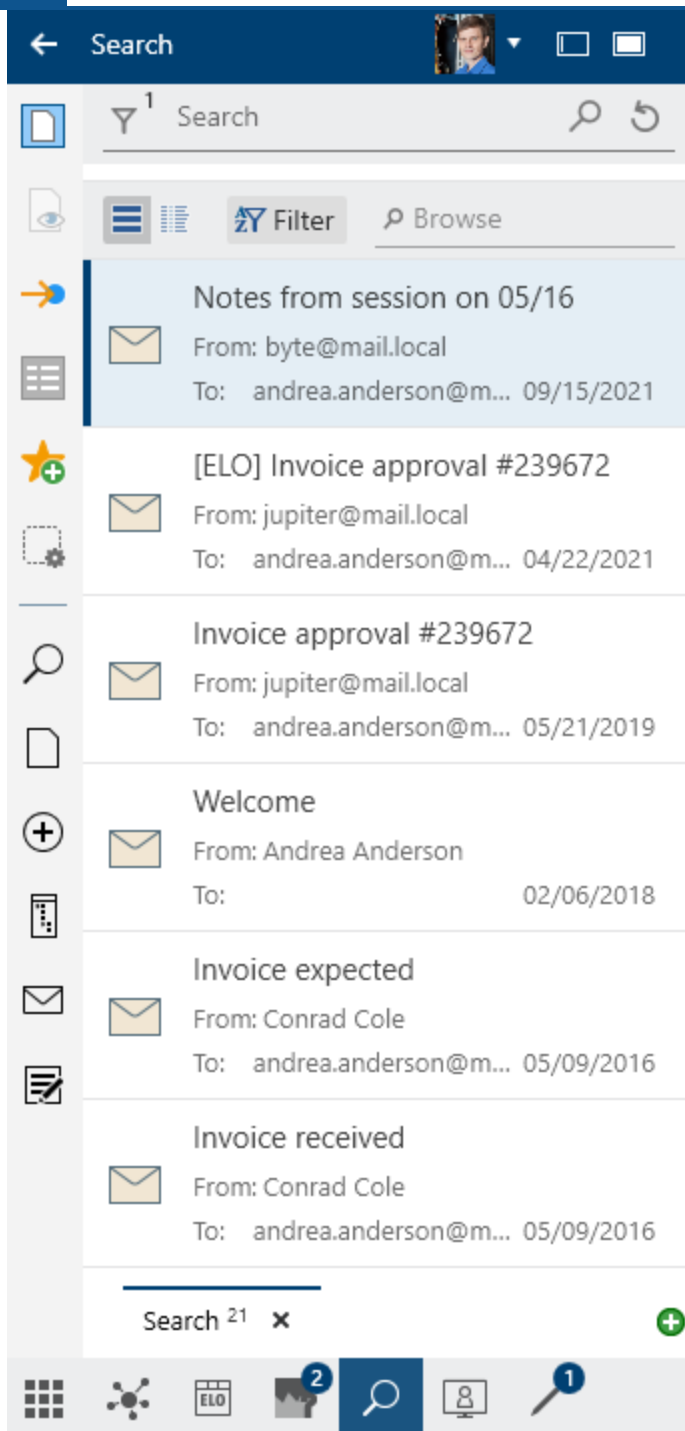 Search
1
Search
Filter
Browse
Notes from session on 05/16
From: byte@mail.local
To: andrea.anderson@m... 09/15/2021
[ELO] Invoice approval #239672
From: jupiter@mail.local
To: andrea.anderson@m... 04/22/2021
Invoice approval #239672
From: jupiter@mail.local
To: andrea.anderson@m... 05/21/2019
Welcome
From: Andrea Anderson
To: 02/06/2018
Invoice expected
From: Conrad Cole
To: andrea.anderson@m... 05/09/2016
Invoice received
From: Conrad Cole
To: andrea.anderson@m... 05/09/2016
Search 21
ELO
2
1